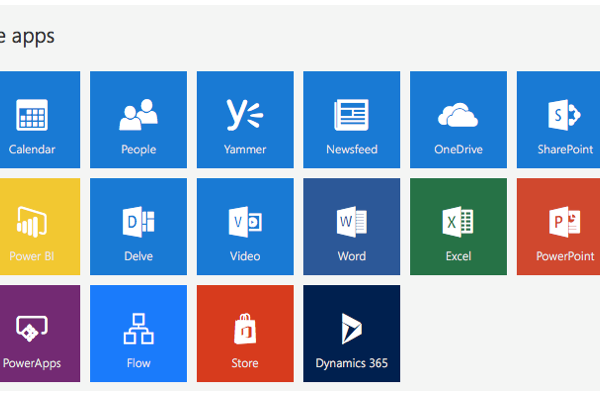 e apps
Calendar People Yammer Newsfeed OneDrive SharePoint
Power BI Delve Video Word Excel PowerPoint
PowerApps Flow Store Dynamics 365